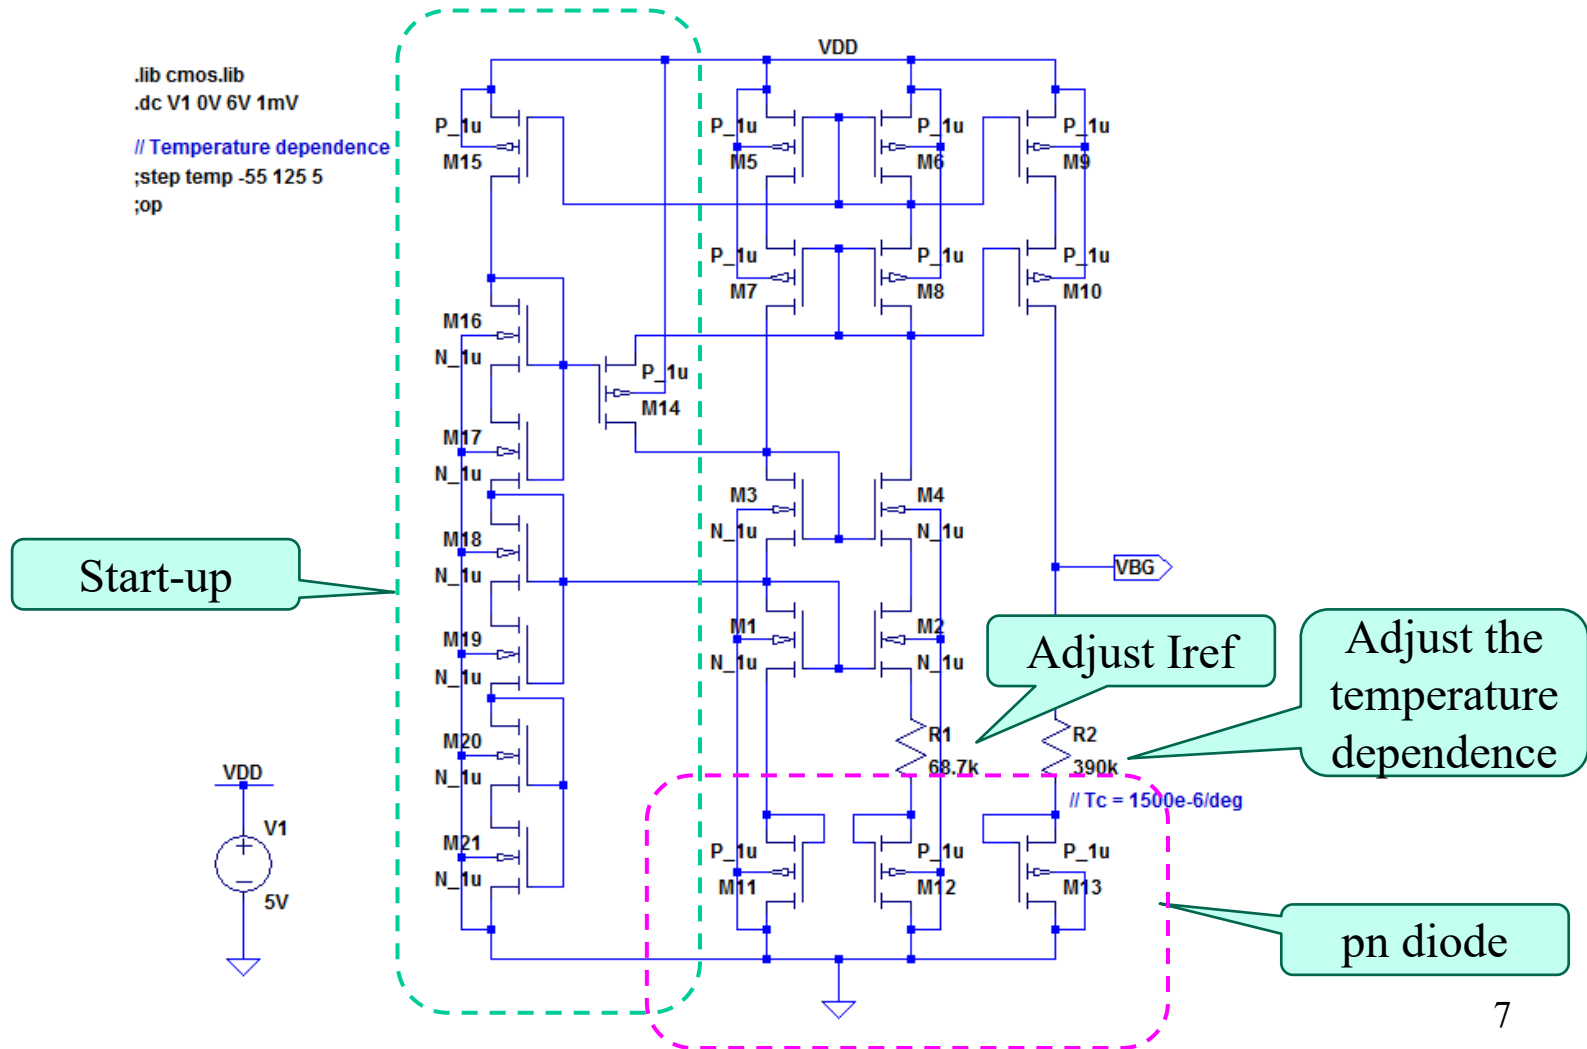 .lib cmos.lib
.dc V1 0V 6V 1mV
// Temperature dependence
;step temp -55 125 5
;op
VDD
P_1u
M15
P_1u
M5
P_1u
M6
P_1u
M9
P_1u
M7
P_1u
M8
P_1u
M10
M16
N_1u
P_1u
M14
M17
N_1u
M3
N_1u
M4
N_1u
M18
N_1u
Start-up
VBG
M19
N_1u
M1
N_1u
M2
N_1u
Adjust Iref
Adjust the
temperature
dependence
R1
68.7k
R2
390k
// Tc = 1500e-6/deg
M20
N_1u
VDD
V1
5V
M21
N_1u
P_1u
M11
P_1u
M12
P_1u
M13
pn diode
7